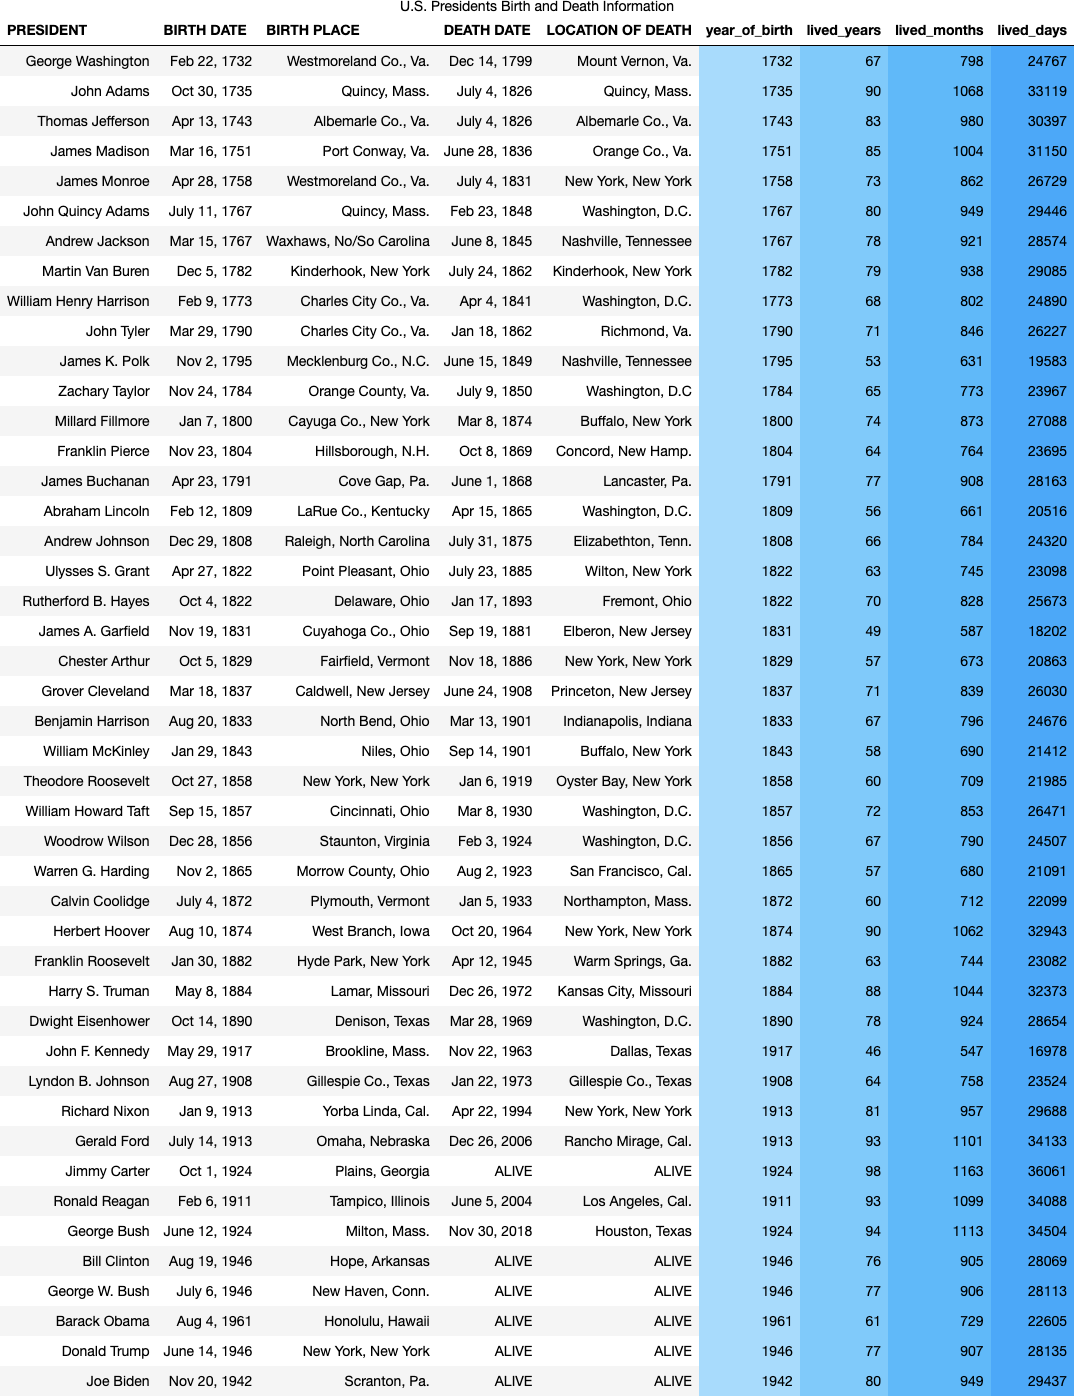 U.S. Presidents Birth and Death Information
PRESIDENT BIRTH DATE BIRTH PLACE DEATH DATE LOCATION OF DEATH year_of_birth lived_years lived_months lived_days
George Washington Feb 22, 1732 Westmoreland Co., Va. Dec 14, 1799 Mount Vernon, Va. 1732 67 798 24767
John Adams Oct 30, 1735 Quincy, Mass. July 4, 1826 Quincy, Mass. 1735 90 1068 33119
Thomas Jefferson Apr 13, 1743 Albemarle Co., Va. July 4, 1826 Albemarle Co., Va. 1743 83 980 30397
James Madison Mar 16, 1751 Port Conway, Va. June 28, 1836 Orange Co., Va. 1751 85 1004 31150
James Monroe Apr 28, 1758 Westmoreland Co., Va. July 4, 1831 New York, New York 1758 73 862 26729
John Quincy Adams July 11, 1767 Quincy, Mass. Feb 23, 1848 Washington, D.C. 1767 80 949 29446
Andrew Jackson Mar 15, 1767 Waxhaws, No/So Carolina June 8, 1845 Nashville, Tennessee 1767 78 921 28574
Martin Van Buren Dec 5, 1782 Kinderhook, New York July 24, 1862 Kinderhook, New York 1782 79 938 29085
William Henry Harrison Feb 9, 1773 Charles City Co., Va. Apr 4, 1841 Washington, D.C. 1773 68 802 24890
John Tyler Mar 29, 1790 Charles City Co., Va. Jan 18, 1862 Richmond, Va. 1790 71 846 26227
James K. Polk Nov 2, 1795 Mecklenburg Co., N.C. June 15, 1849 Nashville, Tennessee 1795 53 631 19583
Zachary Taylor Nov 24, 1784 Orange County, Va. July 9, 1850 Washington, D.C 1784 65 773 23967
Millard Fillmore Jan 7, 1800 Cayuga Co., New York Mar 8, 1874 Buffalo, New York 1800 74 873 27088
Franklin Pierce Nov 23, 1804 Hillsborough, N.H. Oct 8, 1869 Concord, New Hamp. 1804 64 764 23695
James Buchanan Apr 23, 1791 Cove Gap, Pa. June 1, 1868 Lancaster, Pa. 1791 77 908 28163
Abraham Lincoln Feb 12, 1809 LaRue Co., Kentucky Apr 15, 1865 Washington, D.C. 1809 56 661 20516
Andrew Johnson Dec 29, 1808 Raleigh, North Carolina July 31, 1875 Elizabethton, Tenn. 1808 66 784 24320
Ulysses S. Grant Apr 27, 1822 Point Pleasant, Ohio July 23, 1885 Wilton, New York 1822 63 745 23098
Rutherford B. Hayes Oct 4, 1822 Delaware, Ohio Jan 17, 1893 Fremont, Ohio 1822 70 828 25673
James A. Garfield Nov 19, 1831 Cuyahoga Co., Ohio Sep 19, 1881 Elberon, New Jersey 1831 49 587 18202
Chester Arthur Oct 5, 1829 Fairfield, Vermont Nov 18, 1886 New York, New York 1829 57 673 20863
Grover Cleveland Mar 18, 1837 Caldwell, New Jersey June 24, 1908 Princeton, New Jersey 1837 71 839 26030
Benjamin Harrison Aug 20, 1833 North Bend, Ohio Mar 13, 1901 Indianapolis, Indiana 1833 67 796 24676
William McKinley Jan 29, 1843 Niles, Ohio Sep 14, 1901 Buffalo, New York 1843 58 690 21412
Theodore Roosevelt Oct 27, 1858 New York, New York Jan 6, 1919 Oyster Bay, New York 1858 60 709 21985
William Howard Taft Sep 15, 1857 Cincinnati, Ohio Mar 8, 1930 Washington, D.C. 1857 72 853 26471
Woodrow Wilson Dec 28, 1856 Staunton, Virginia Feb 3, 1924 Washington, D.C. 1856 67 790 24507
Warren G. Harding Nov 2, 1865 Morrow County, Ohio Aug 2, 1923 San Francisco, Cal. 1865 57 680 21091
Calvin Coolidge July 4, 1872 Plymouth, Vermont Jan 5, 1933 Northampton, Mass. 1872 60 712 22099
Herbert Hoover Aug 10, 1874 West Branch, Iowa Oct 20, 1964 New York, New York 1874 90 1062 32943
Franklin Roosevelt Jan 30, 1882 Hyde Park, New York Apr 12, 1945 Warm Springs, Ga. 1882 63 744 23082
Harry S. Truman May 8, 1884 Lamar, Missouri Dec 26, 1972 Kansas City, Missouri 1884 88 1044 32373
Dwight Eisenhower Oct 14, 1890 Denison, Texas Mar 28, 1969 Washington, D.C. 1890 78 924 28654
John F. Kennedy May 29, 1917 Brookline, Mass. Nov 22, 1963 Dallas, Texas 1917 46 547 16978
Lyndon B. Johnson Aug 27, 1908 Gillespie Co., Texas Jan 22, 1973 Gillespie Co., Texas 1908 64 758 23524
Richard Nixon Jan 9, 1913 Yorba Linda, Cal. Apr 22, 1994 New York, New York 1913 81 957 29688
Gerald Ford July 14, 1913 Omaha, Nebraska Dec 26, 2006 Rancho Mirage, Cal. 1913 93 1101 34133
Jimmy Carter Oct 1, 1924 Plains, Georgia ALIVE ALIVE 1924 98 1163 36061
Ronald Reagan Feb 6, 1911 Tampico, Illinois June 5, 2004 Los Angeles, Cal. 1911 93 1099 34088
George Bush June 12, 1924 Milton, Mass. Nov 30, 2018 Houston, Texas 1924 94 1113 34504
Bill Clinton Aug 19, 1946 Hope, Arkansas ALIVE ALIVE 1946 76 905 28069
George W. Bush July 6, 1946 New Haven, Conn. ALIVE ALIVE 1946 77 906 28113
Barack Obama Aug 4, 1961 Honolulu, Hawaii ALIVE ALIVE 1961 61 729 22605
Donald Trump June 14, 1946 New York, New York ALIVE ALIVE 1946 77 907 28135
Joe Biden Nov 20, 1942 Scranton, Pa. ALIVE ALIVE 1942 80 949 29437